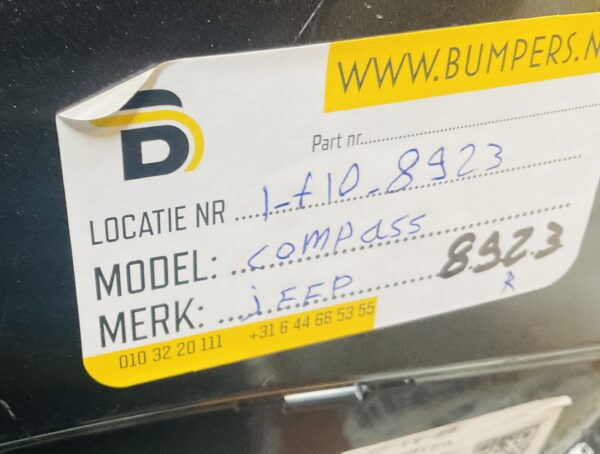 WWW.BUMPERS.N
Part nr.
LOCATIE NR 1-f10-8923
MODEL: compass
MERK: jEEP 8923
R
010 32 20 111 +31 6 44 66 53 55